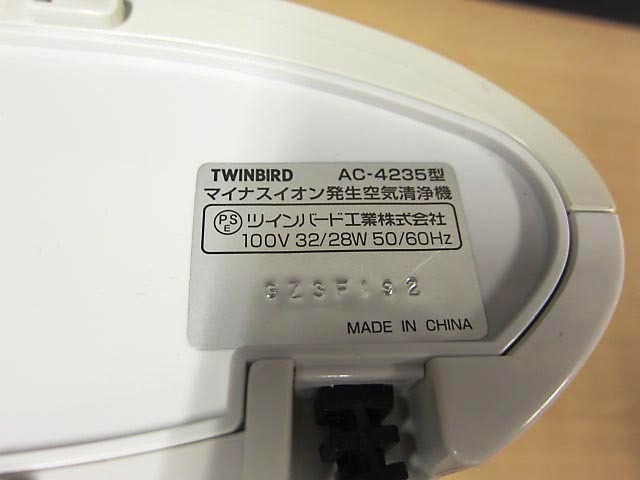 TWINBIRD AC-4235型
マイナスイオン発生空気清浄機
PSE ツインバード工業株式会社
100V 32/28W 50/60Hz
GZ3F192
MADE IN CHINA